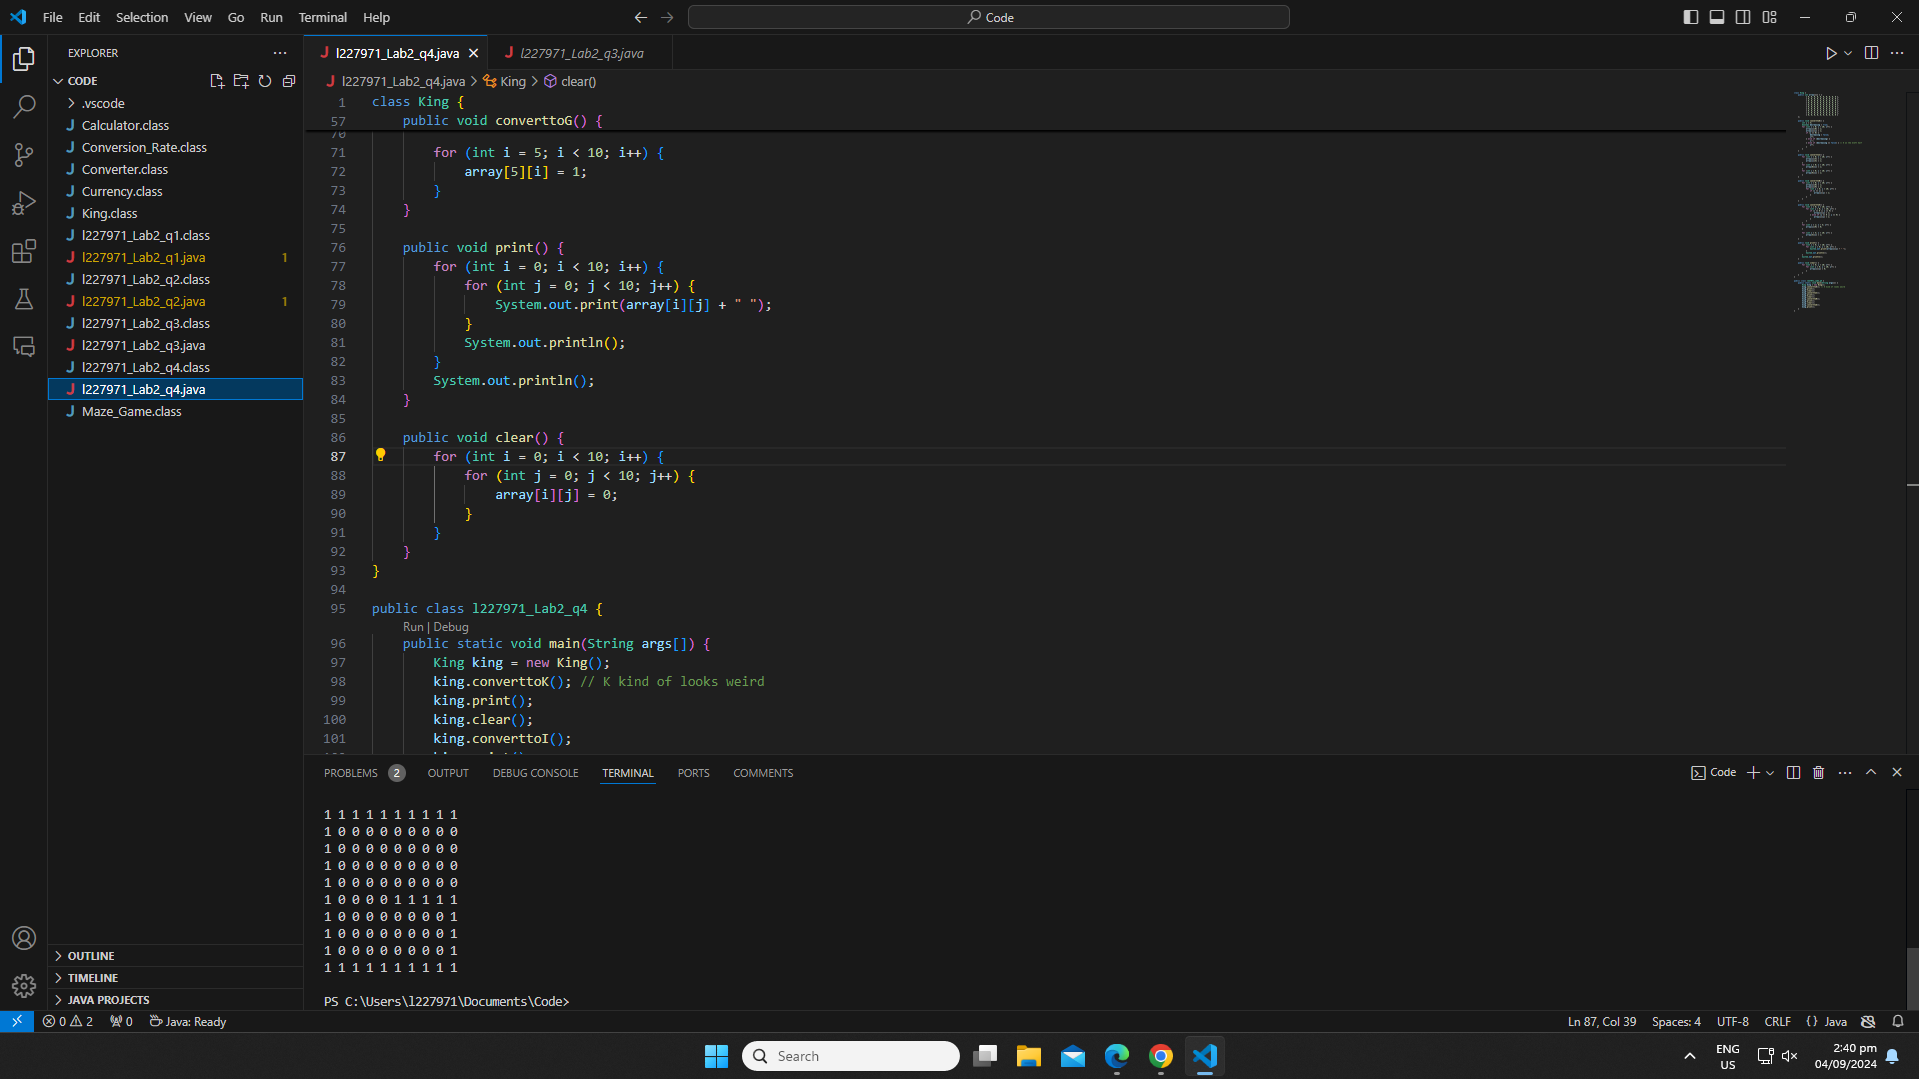 File Edit Selection View Go Run Terminal Help
Code
EXPLORER
CODE
.vscode
Calculator.class
Conversion_Rate.class
Converter.class
Currency.class
King.class
l227971_Lab2_q1.class
l227971_Lab2_q1.java 1
l227971_Lab2_q2.class
l227971_Lab2_q2.java 1
l227971_Lab2_q3.class
l227971_Lab2_q3.java
l227971_Lab2_q4.class
l227971_Lab2_q4.java
Maze_Game.class
OUTLINE
TIMELINE
JAVA PROJECTS
l227971_Lab2_q4.java l227971_Lab2_q3.java
l227971_Lab2_q4.java > King > clear()
1 class King {
57 public void converttoG() {
70
71 for (int i = 5; i < 10; i++) {
72 array[5][i] = 1;
73 }
74 }
75
76 public void print() {
77 for (int i = 0; i < 10; i++) {
78 for (int j = 0; j < 10; j++) {
79 System.out.print(array[i][j] + " ");
80 }
81 System.out.println();
82 }
83 System.out.println();
84 }
85
86 public void clear() {
87 for (int i = 0; i < 10; i++) {
88 for (int j = 0; j < 10; j++) {
89 array[i][j] = 0;
90 }
91 }
92 }
93 }
94
95 public class l227971_Lab2_q4 {
Run | Debug
96 public static void main(String args[]) {
97 King king = new King();
98 king.converttoK(); // K kind of looks weird
99 king.print();
100 king.clear();
101 king.converttoI();
PROBLEMS 2 OUTPUT DEBUG CONSOLE TERMINAL PORTS COMMENTS
Code
1 1 1 1 1 1 1 1 1 1
1 0 0 0 0 0 0 0 0 0
1 0 0 0 0 0 0 0 0 0
1 0 0 0 0 0 0 0 0 0
1 0 0 0 0 0 0 0 0 0
1 0 0 0 0 1 1 1 1 1
1 0 0 0 0 0 0 0 0 1
1 0 0 0 0 0 0 0 0 1
1 0 0 0 0 0 0 0 0 1
1 1 1 1 1 1 1 1 1 1
PS C:\Users\l227971\Documents\Code>
0 2 0 Java: Ready
Ln 87, Col 39 Spaces: 4 UTF-8 CRLF {} Java
Search
ENG
US
2:40 pm
04/09/2024